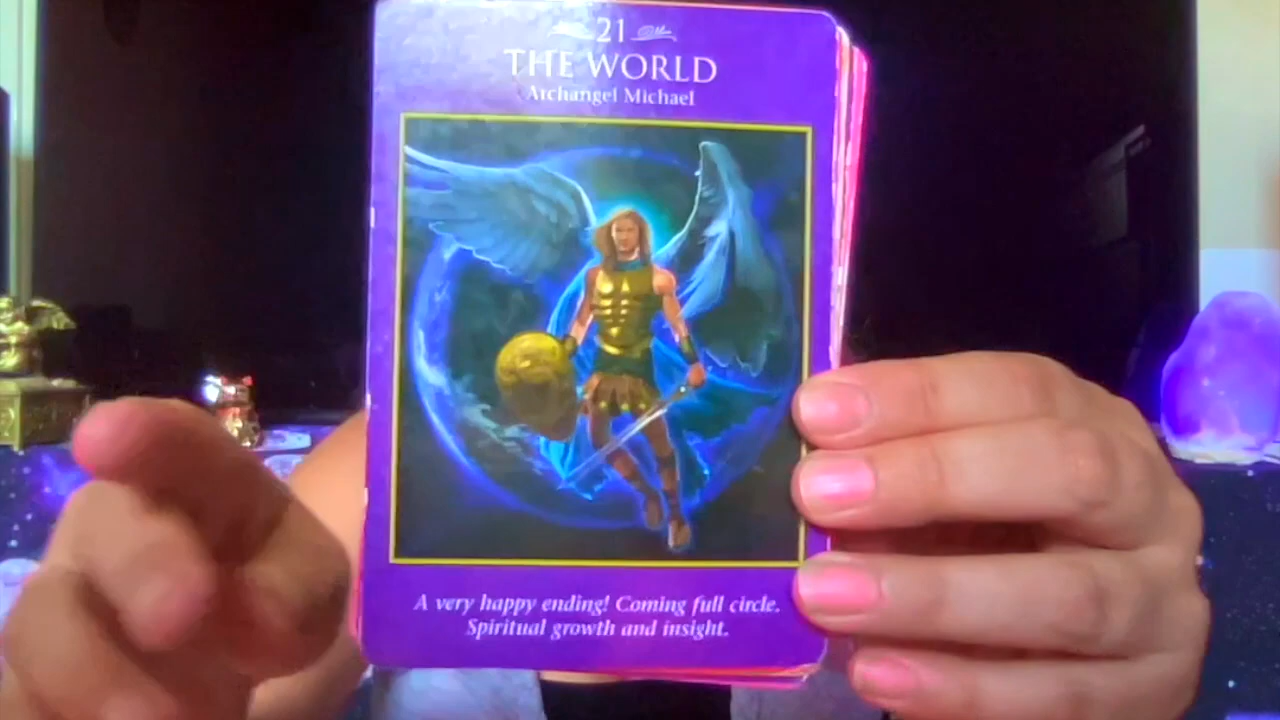 21
THE WORLD
Archangel Michael
A very happy ending! Coming full circle.
Spiritual growth and insight.